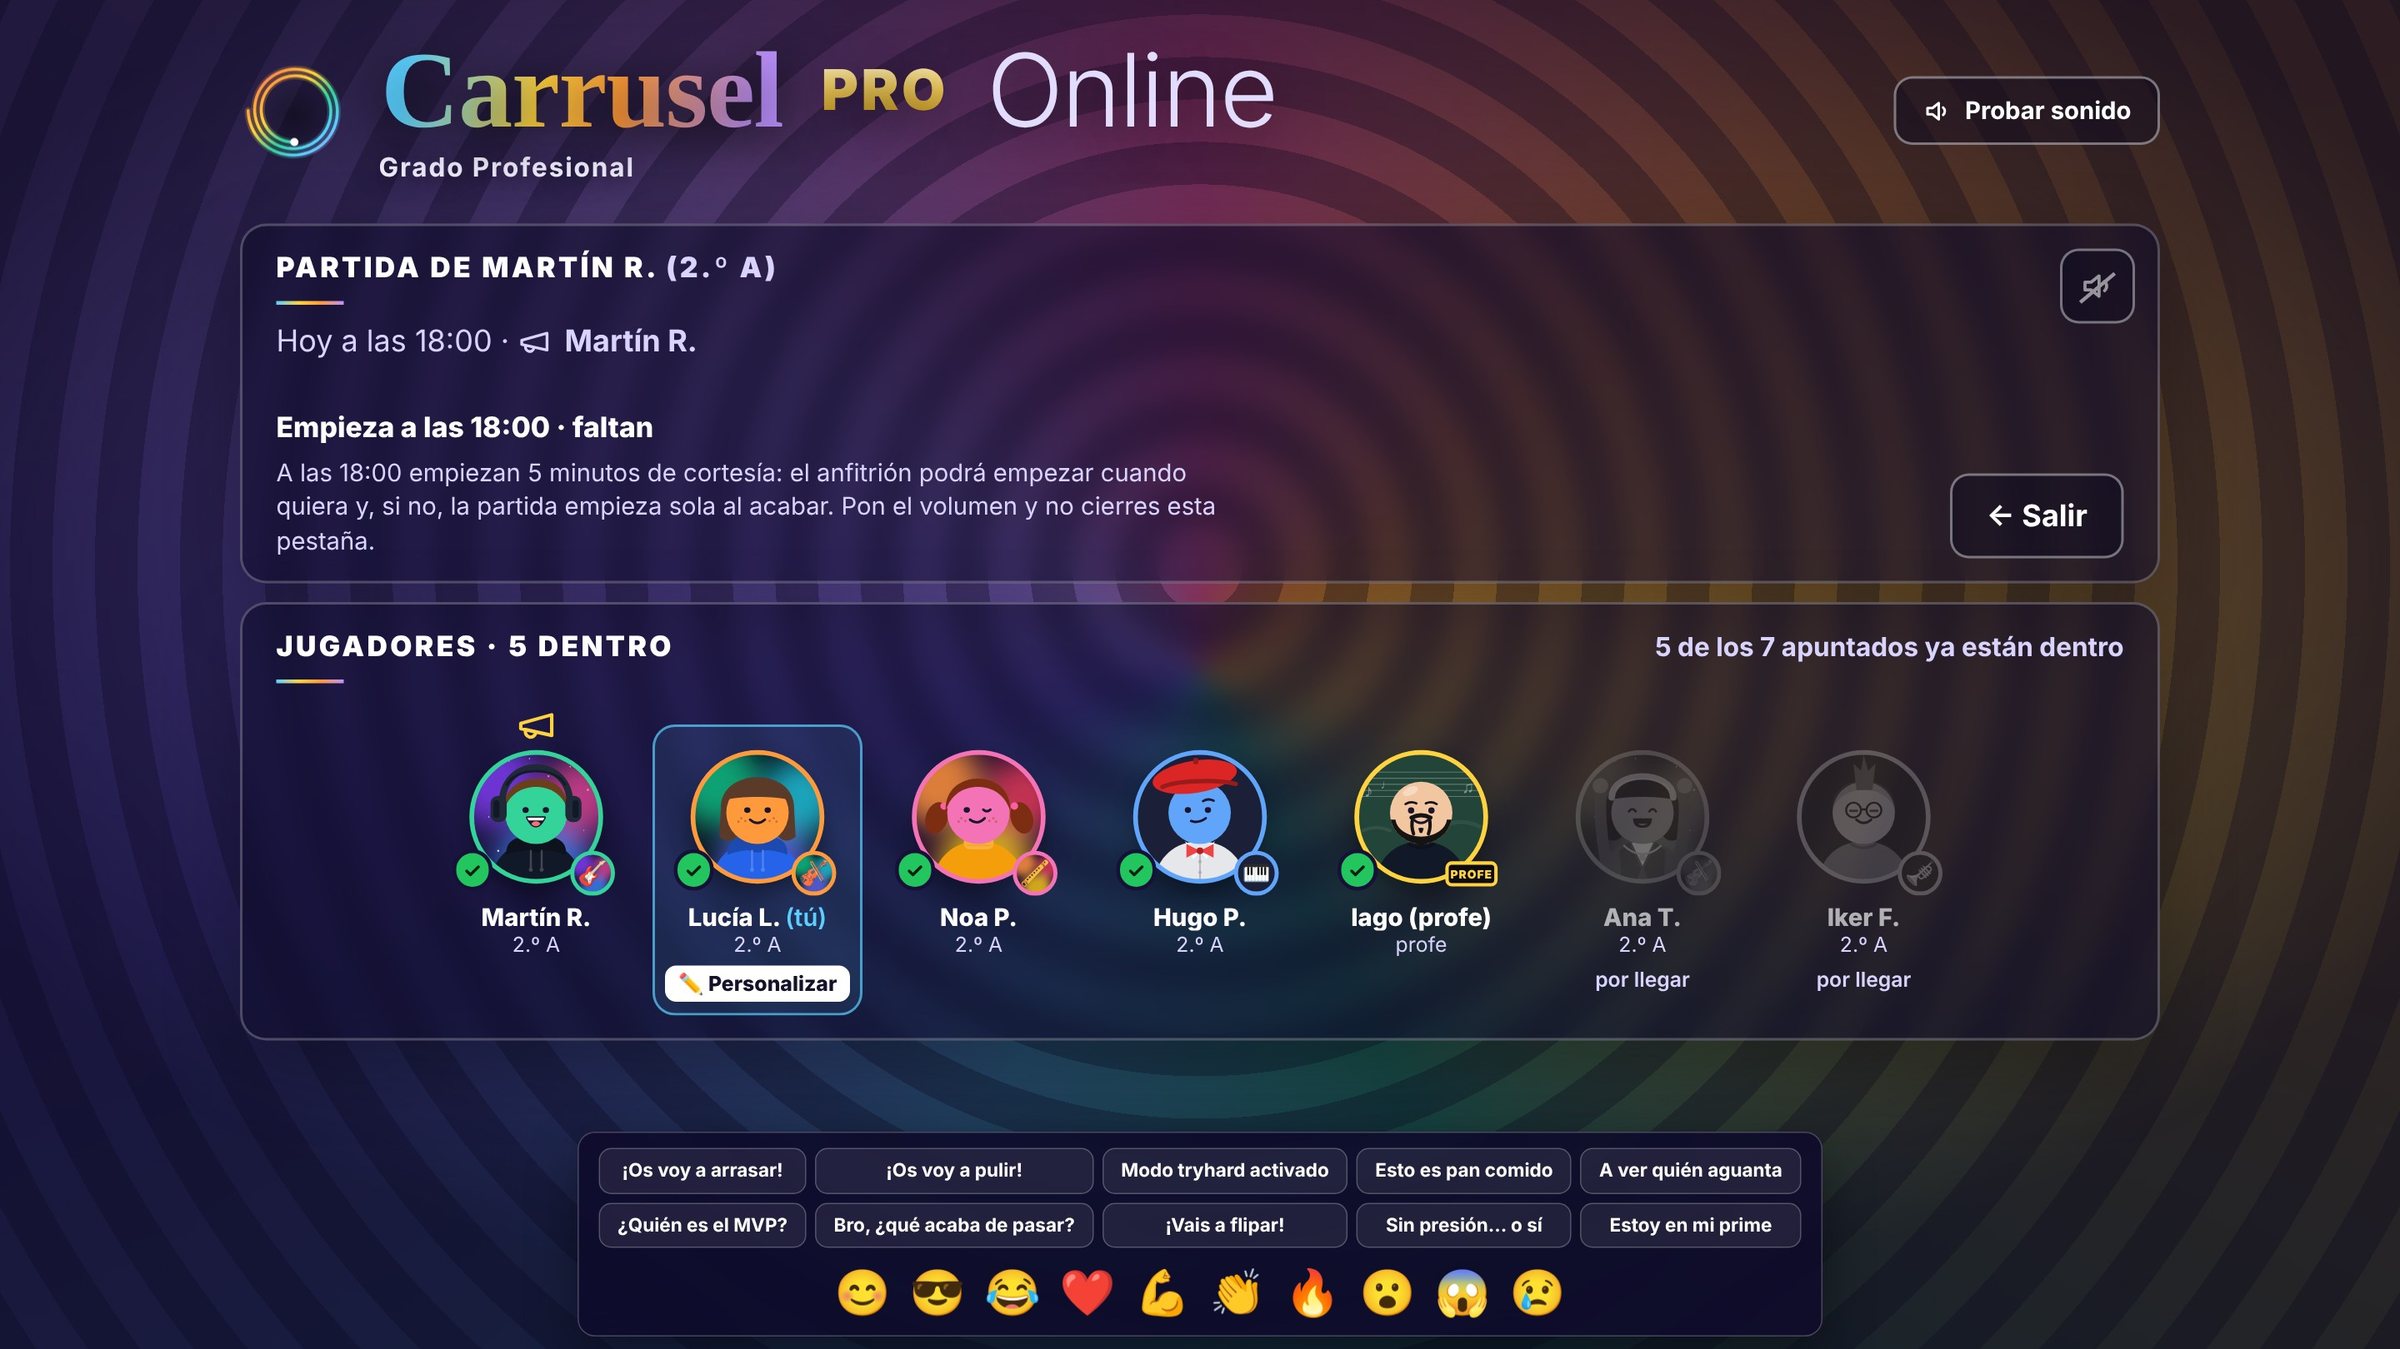 Carrusel PRO Online
Grado Profesional
Probar sonido
PARTIDA DE MARTÍN R. (2.º A)
Hoy a las 18:00 · Martín R.
Empieza a las 18:00 · faltan
A las 18:00 empiezan 5 minutos de cortesía: el anfitrión podrá empezar cuando
quiera y, si no, la partida empieza sola al acabar. Pon el volumen y no cierres esta
pestaña.
← Salir
JUGADORES · 5 DENTRO
5 de los 7 apuntados ya están dentro
PROFE
Martín R.
2.º A
Lucía L. (tú)
2.º A
Personalizar
Noa P.
2.º A
Hugo P.
2.º A
Iago (profe)
profe
Ana T.
2.º A
por llegar
Iker F.
2.º A
por llegar
¡Os voy a arrasar!
¡Os voy a pulir!
Modo tryhard activado
Esto es pan comido
A ver quién aguanta
¿Quién es el MVP?
Bro, ¿qué acaba de pasar?
¡Vais a flipar!
Sin presión... o sí
Estoy en mi prime